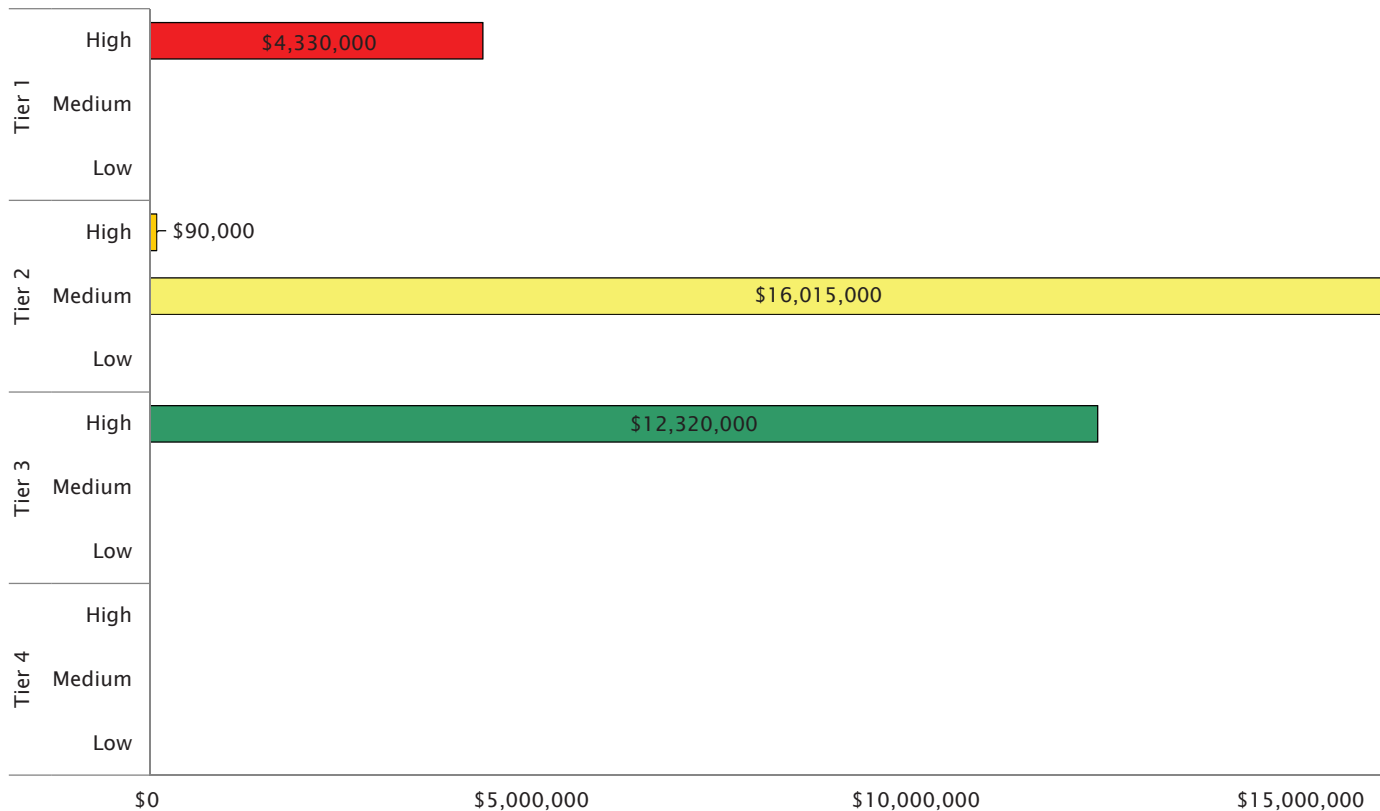 Tier 1
High
$4,330,000
Medium
Low
Tier 2
High
$90,000
Medium
$16,015,000
Low
Tier 3
High
$12,320,000
Medium
Low
Tier 4
High
Medium
Low
$0
$5,000,000
$10,000,000
$15,000,000